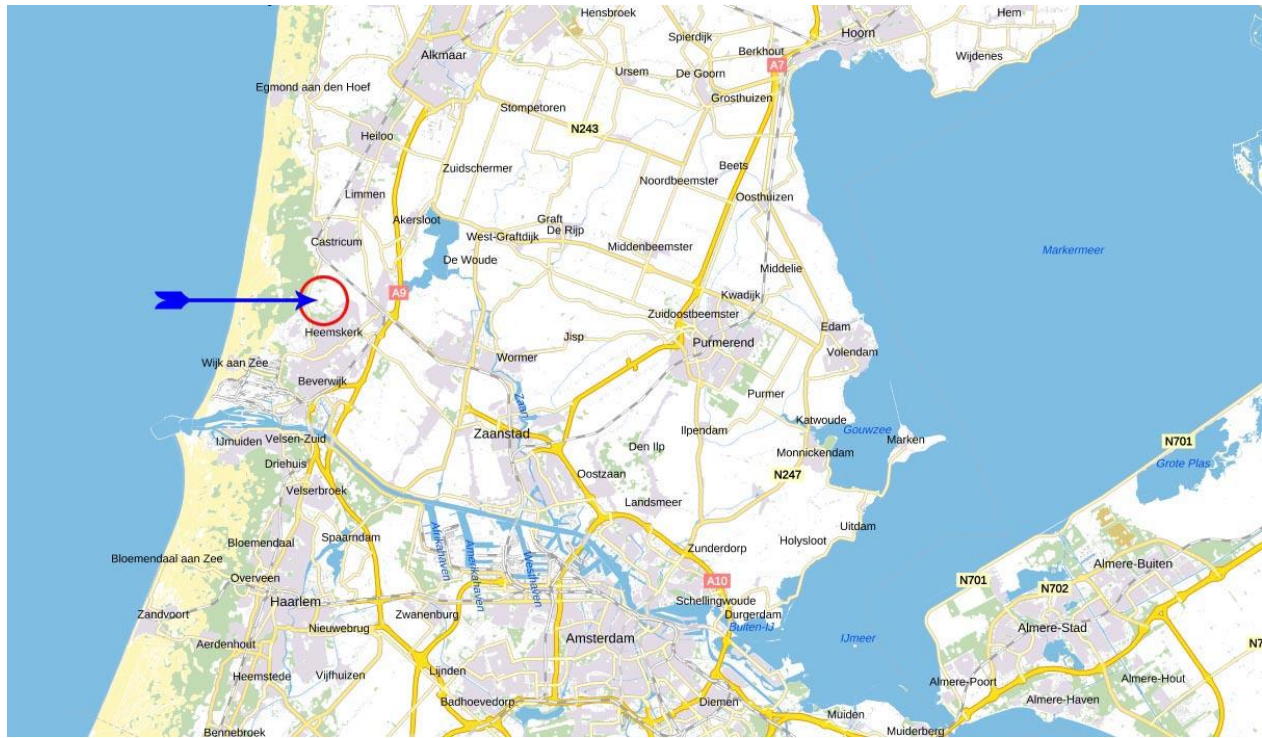 Hensbroek
Hem
Spierdijk
Hoorn
Berkhout
Wijdenes
Alkmaar
A7
Ursem
De Goorn
Egmond aan den Hoef
Grosthuizen
Stompetoren
N243
Heiloo
Zuidschermer
Beets
Noordbeemster
Limmen
Oosthuizen
Akersloot
Graft
De Rijp
West-Graftdijk
Castricum
Middenbeemster
Markermeer
De Woude
Middelie
A9
Kwadijk
Zuidoostbeemster
Heemskerk
Edam
Jisp
Purmerend
Volendam
Wormer
Wijk aan Zee
Beverwijk
Purmer
Zaan
Katwoude
Gouwzee
Ilpendam
Zaanstad
IJmuiden
Velsen-Zuid
Marken
N701
Den Ilp
Monnickendam
Driehuis
Grote Plas
Oostzaan
N247
Velserbroek
Landsmeer
Uitdam
Afrikahaven
Spaarndam
Bloemendaal
Holysloot
Amerikahaven
Westhaven
Zunderdorp
Bloemendaal aan Zee
Almere-Buiten
Overveen
A10
N701
N702
Haarlem
Schellingwoude
Zandvoort
Zwanenburg
Durgerdam
Nieuwebrug
Buiten-IJ
Almere-Stad
Amsterdam
IJmeer
Aerdenhout
N7
Lijnden
Heemstede
Vijfhuizen
Almere-Poort
Almere-Hout
Badhoevedorp
Diemen
Almere-Haven
Muiden
Bennebroek
Muiderberg